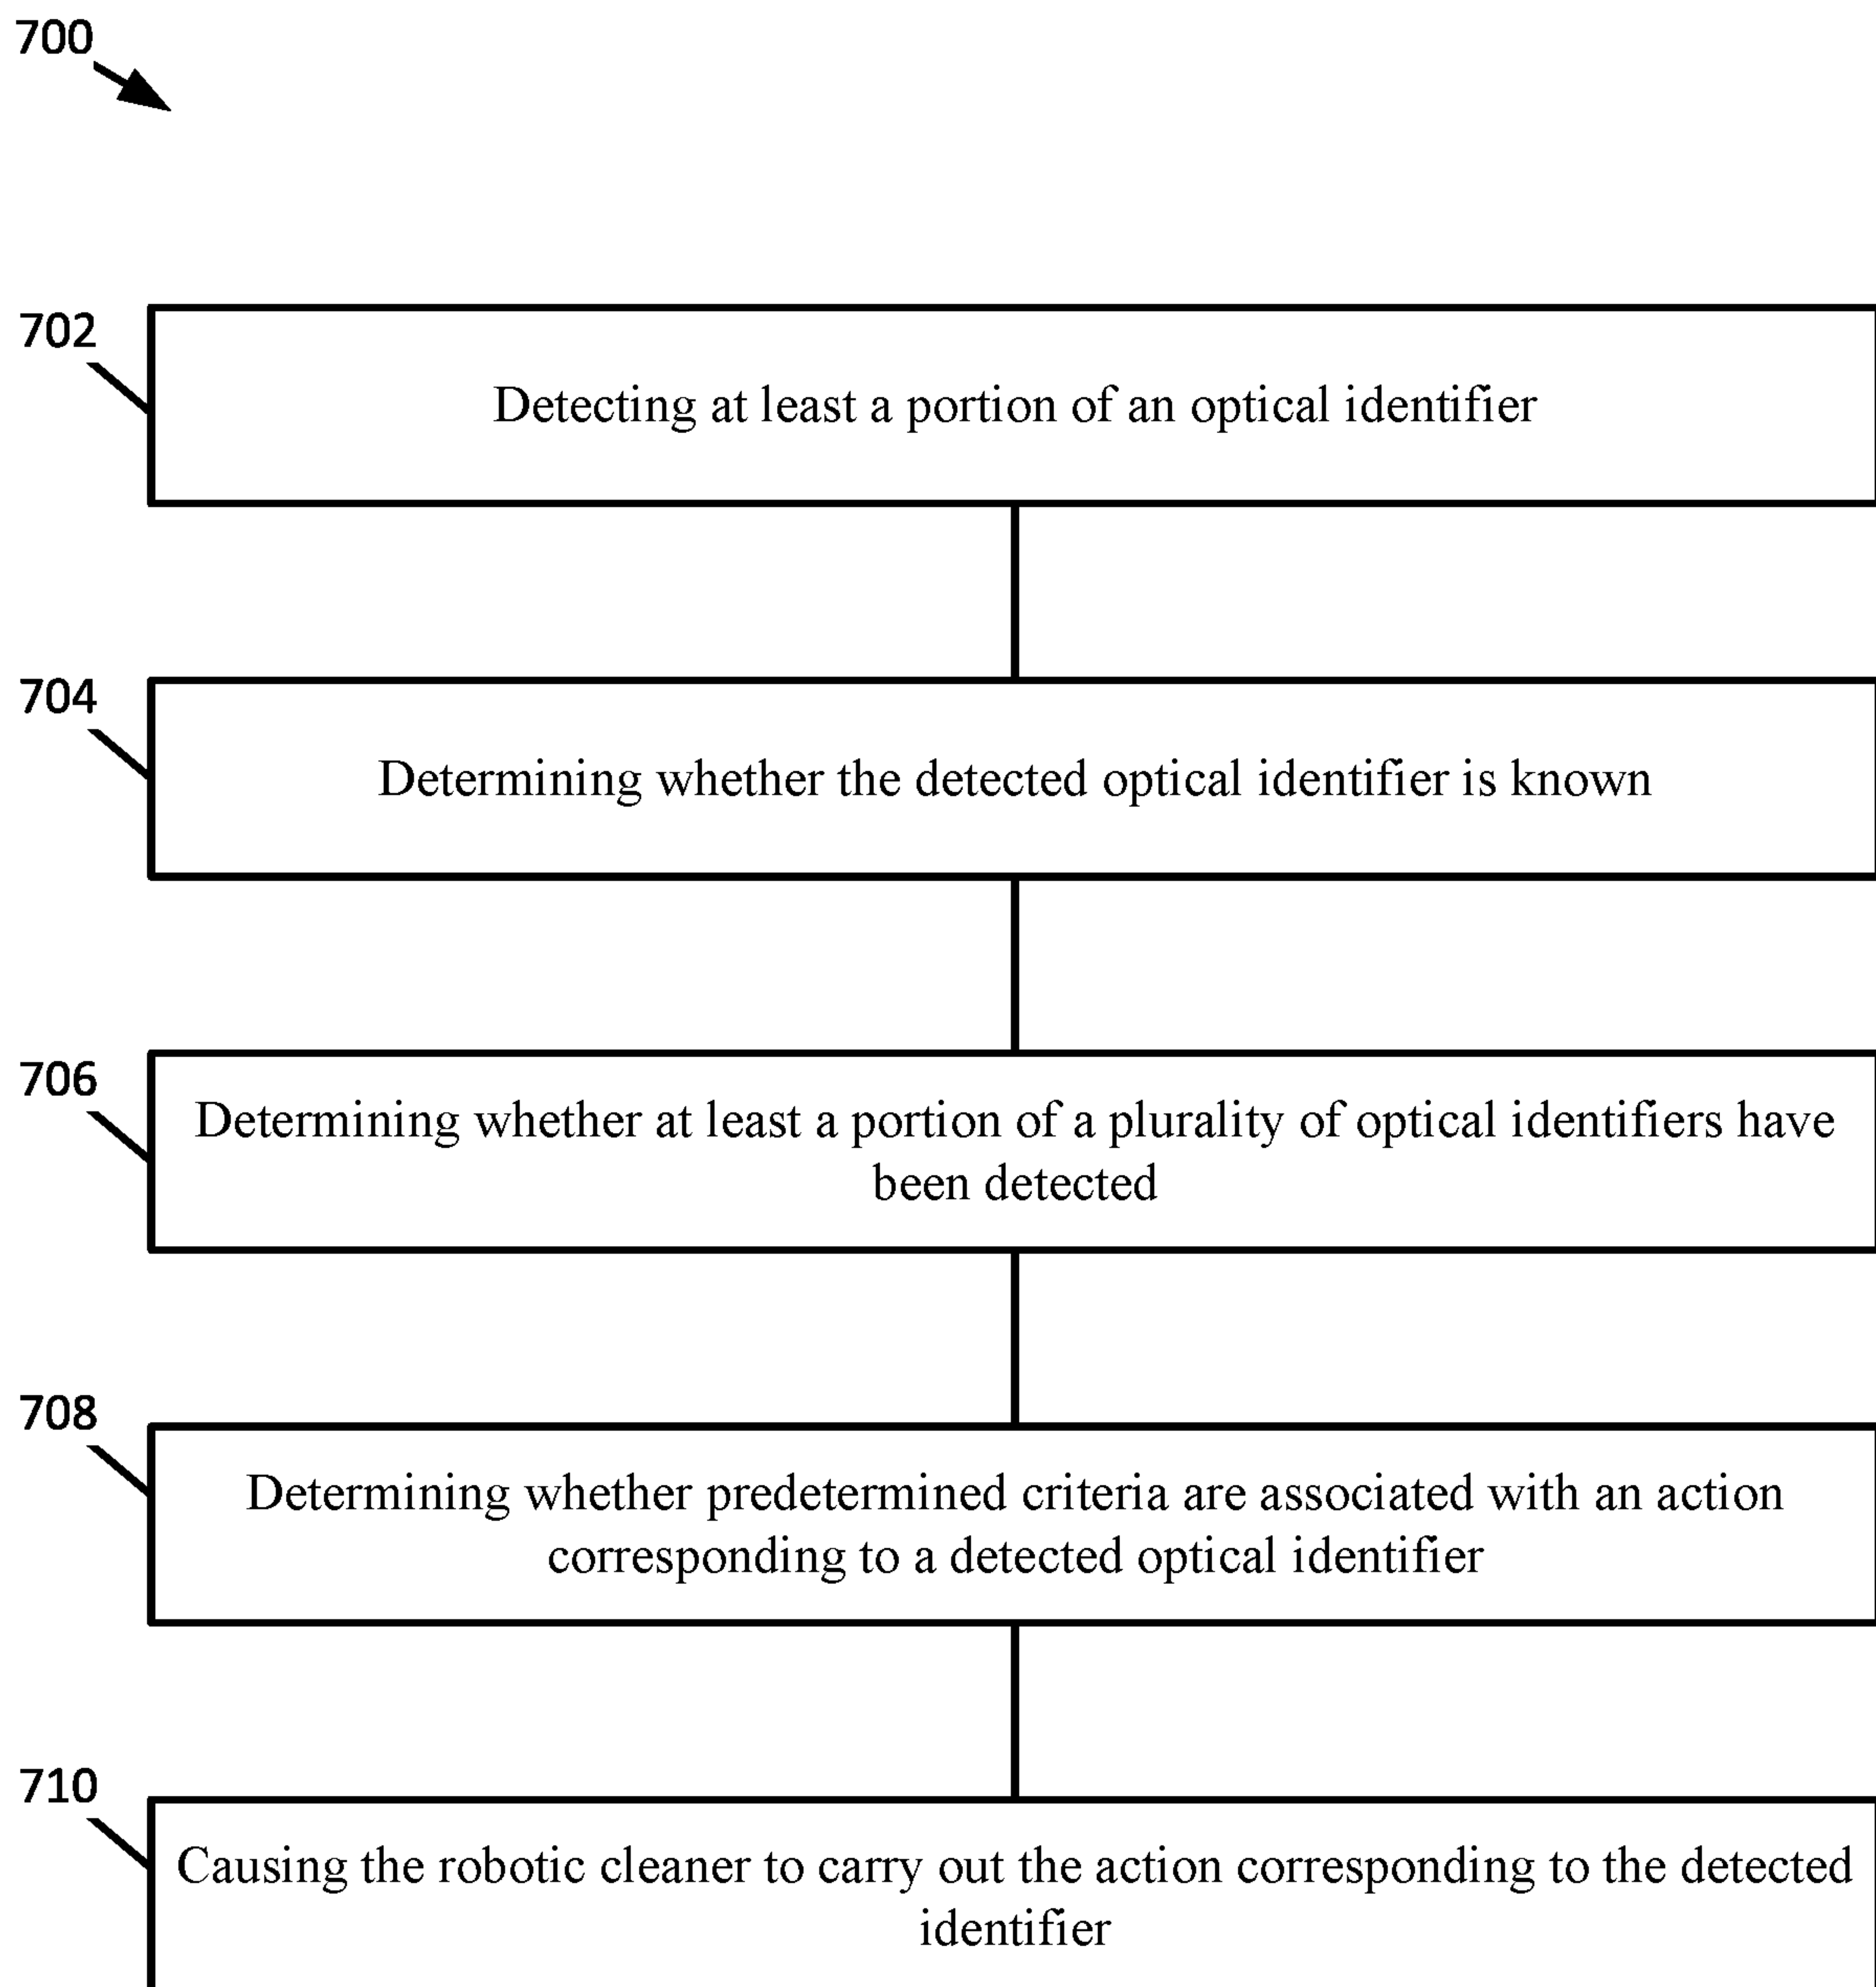 700
702
Detecting at least a portion of an optical identifier
704
Determining whether the detected optical identifier is known
706
Determining whether at least a portion of a plurality of optical identifiers have
been detected
708
Determining whether predetermined criteria are associated with an action
corresponding to a detected optical identifier
710
Causing the robotic cleaner to carry out the action corresponding to the detected
identifier